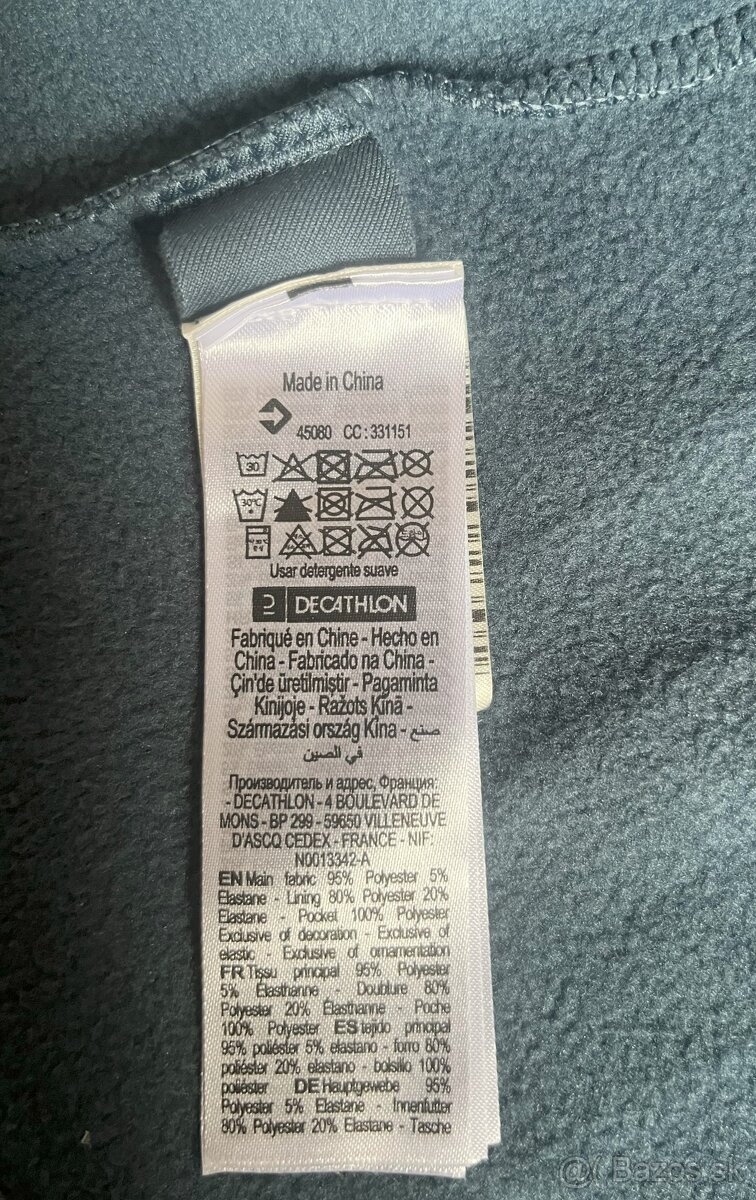 Made in China
45080 CC : 331151
30
30°C
Usar detergente suave
DECATHLON
Fabriqué en Chine - Hecho en
China - Fabricado na China -
Çin'de üretilmiştir - Pagaminta
Kinijoje - Ražots Ķīnā -
Származási ország Kína - صنع
في الصين
Производитель и адрес, Франция:
- DECATHLON - 4 BOULEVARD DE
MONS - BP 299 - 59650 VILLENEUVE
D'ASCQ CEDEX - FRANCE - NIF:
N0013342-A
EN Main fabric 95% Polyester 5%
Elastane - Lining 80% Polyester 20%
Elastane - Pocket 100% Polyester
Exclusive of decoration - Exclusive of
elastic - Exclusive of ornamentation
FR Tissu principal 95% Polyester
5% Élasthanne - Doublure 80%
Polyester 20% Élasthanne - Poche
100% Polyester ES tejido principal
95% poliéster 5% elastano - forro 80%
poliéster 20% elastano - bolsillo 100%
poliéster DE Hauptgewebe 95%
Polyester 5% Elastane - Innenfutter
80% Polyester 20% Elastane - Tasche
Bazos.sk